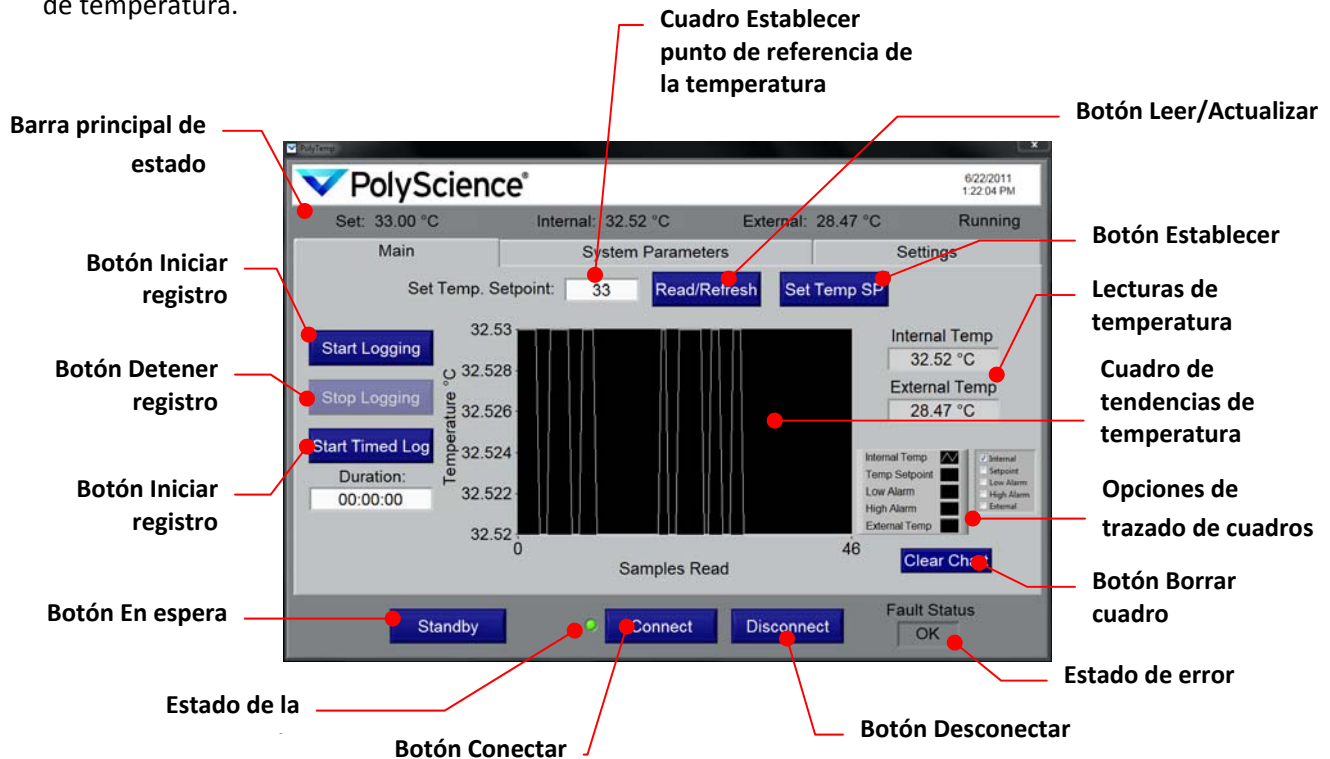 de temperatura.
Cuadro Establecer
punto de referencia de
la temperatura
Botón Leer/Actualizar
Barra principal de
estado
PolyTemp
x
PolyScience®
6/22/2011
1:22:04 PM
Set: 33.00 °C
Internal: 32.52 °C
External: 28.47 °C
Running
Main
System Parameters
Settings
Botón Establecer
Botón Iniciar
registro
Set Temp. Setpoint:
33
Read/Refresh
Set Temp SP
Lecturas de
temperatura
Start Logging
Stop Logging
Start Timed Log
Duration:
00:00:00
Botón Detener
registro
Botón Iniciar
registro
Temperature °C
32.53
32.528
32.526
32.524
32.522
32.52
0
46
Samples Read
Internal Temp
32.52 °C
External Temp
28.47 °C
Cuadro de
tendencias de
temperatura
Internal Temp
Temp Setpoint
Low Alarm
High Alarm
External Temp
Internal
Setpoint
Low Alarm
High Alarm
External
Opciones de
trazado de cuadros
Clear Chart
Botón Borrar
cuadro
Botón En espera
Standby
Connect
Disconnect
Fault Status
OK
Estado de error
Estado de la
Botón Desconectar
Botón Conectar